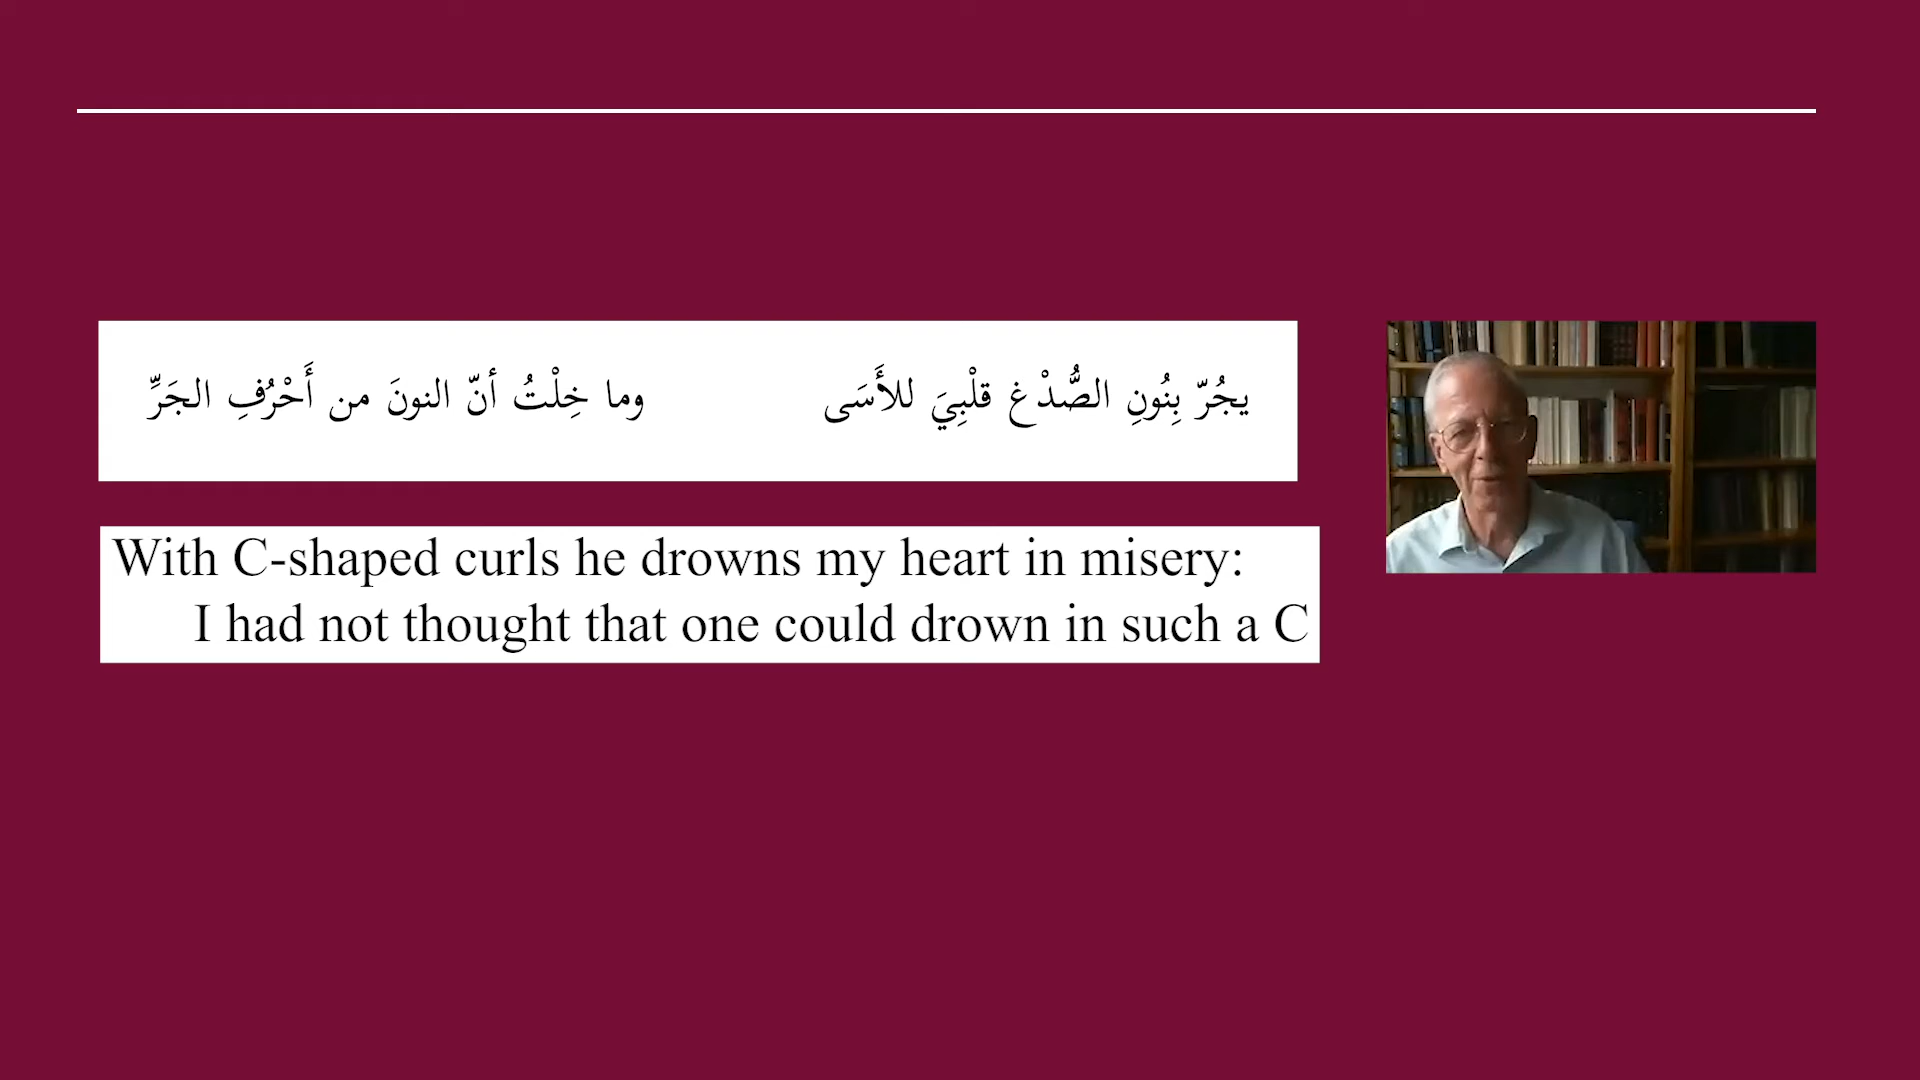 يجُرّ بِنُونِ الصُّدْغِ قلْبِيَ للأَسَى وما خِلْتُ أنّ النونَ من أَحْرُفِ الجَرِّ
With C-shaped curls he drowns my heart in misery:
I had not thought that one could drown in such a C